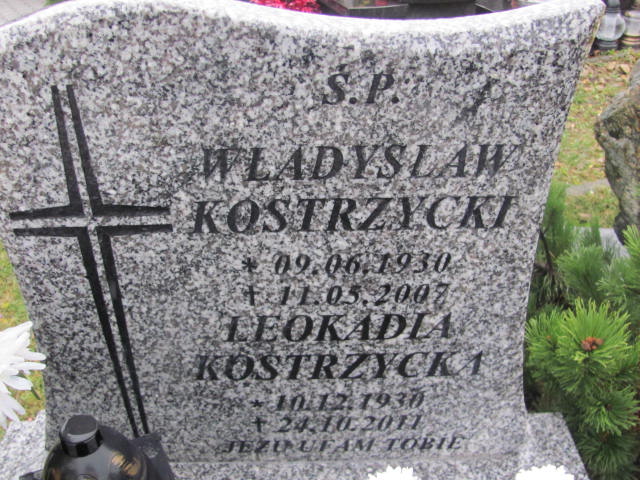 Ś.P.
WŁADYSŁAW
KOSTRZYCKI
* 09.06.1930
† 11.05.2007
LEOKADIA
KOSTRZYCKA
* 10.12.1930
† 24.10.2011
JEZU UFAM TOBIE